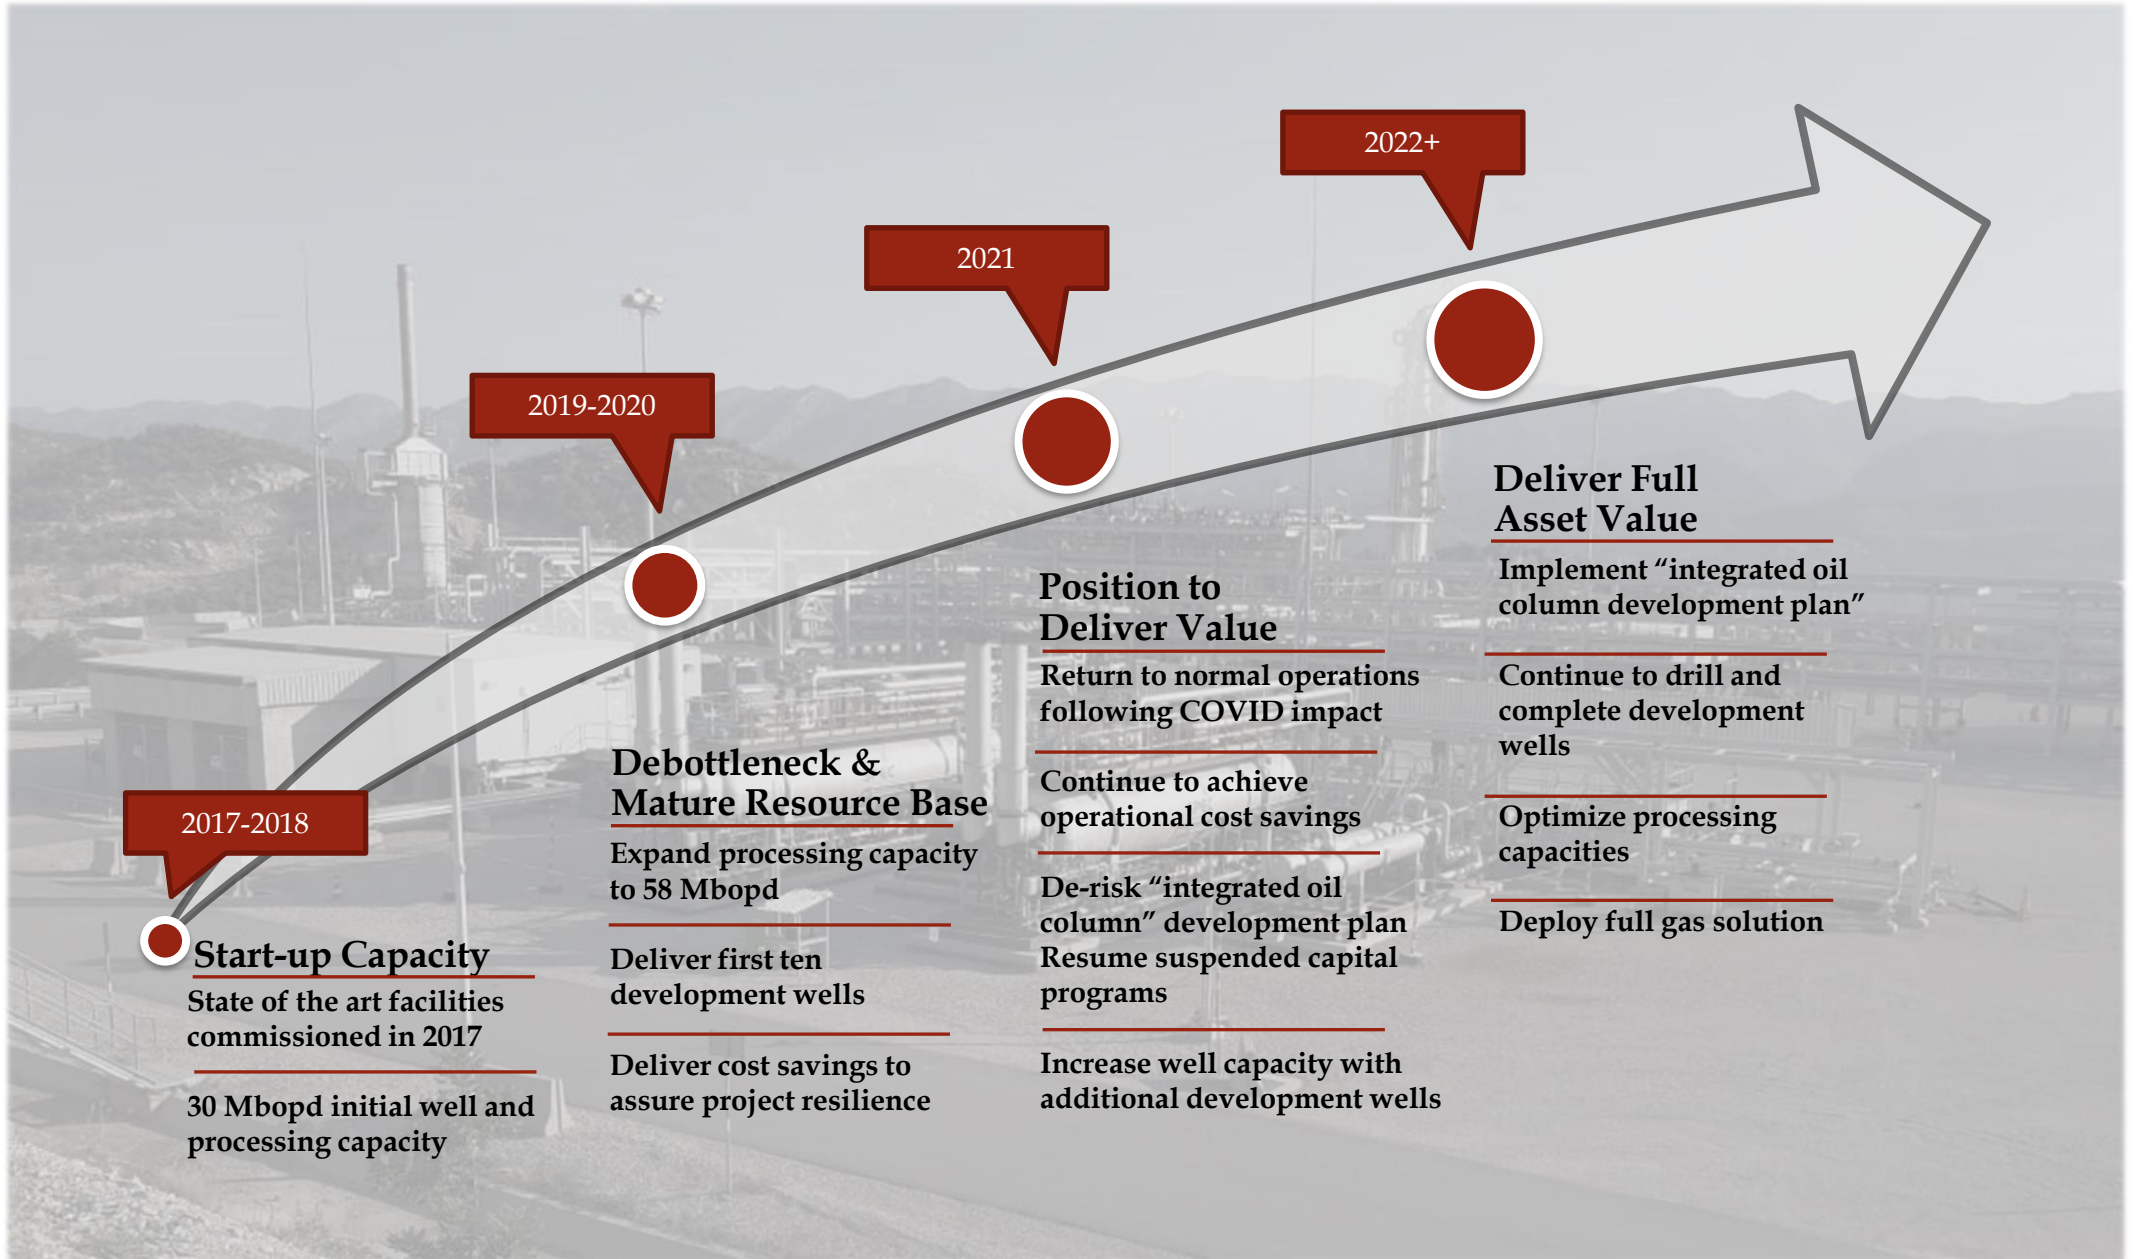 2017-2018
Start-up Capacity
State of the art facilities
commissioned in 2017
30 Mbopd initial well and
processing capacity
2019-2020
Debottleneck &
Mature Resource Base
Expand processing capacity
to 58 Mbopd
Deliver first ten
development wells
Deliver cost savings to
assure project resilience
2021
Position to
Deliver Value
Return to normal operations
following COVID impact
Continue to achieve
operational cost savings
De-risk “integrated oil
column” development plan
Resume suspended capital
programs
Increase well capacity with
additional development wells
2022+
Deliver Full
Asset Value
Implement “integrated oil
column development plan”
Continue to drill and
complete development
wells
Optimize processing
capacities
Deploy full gas solution